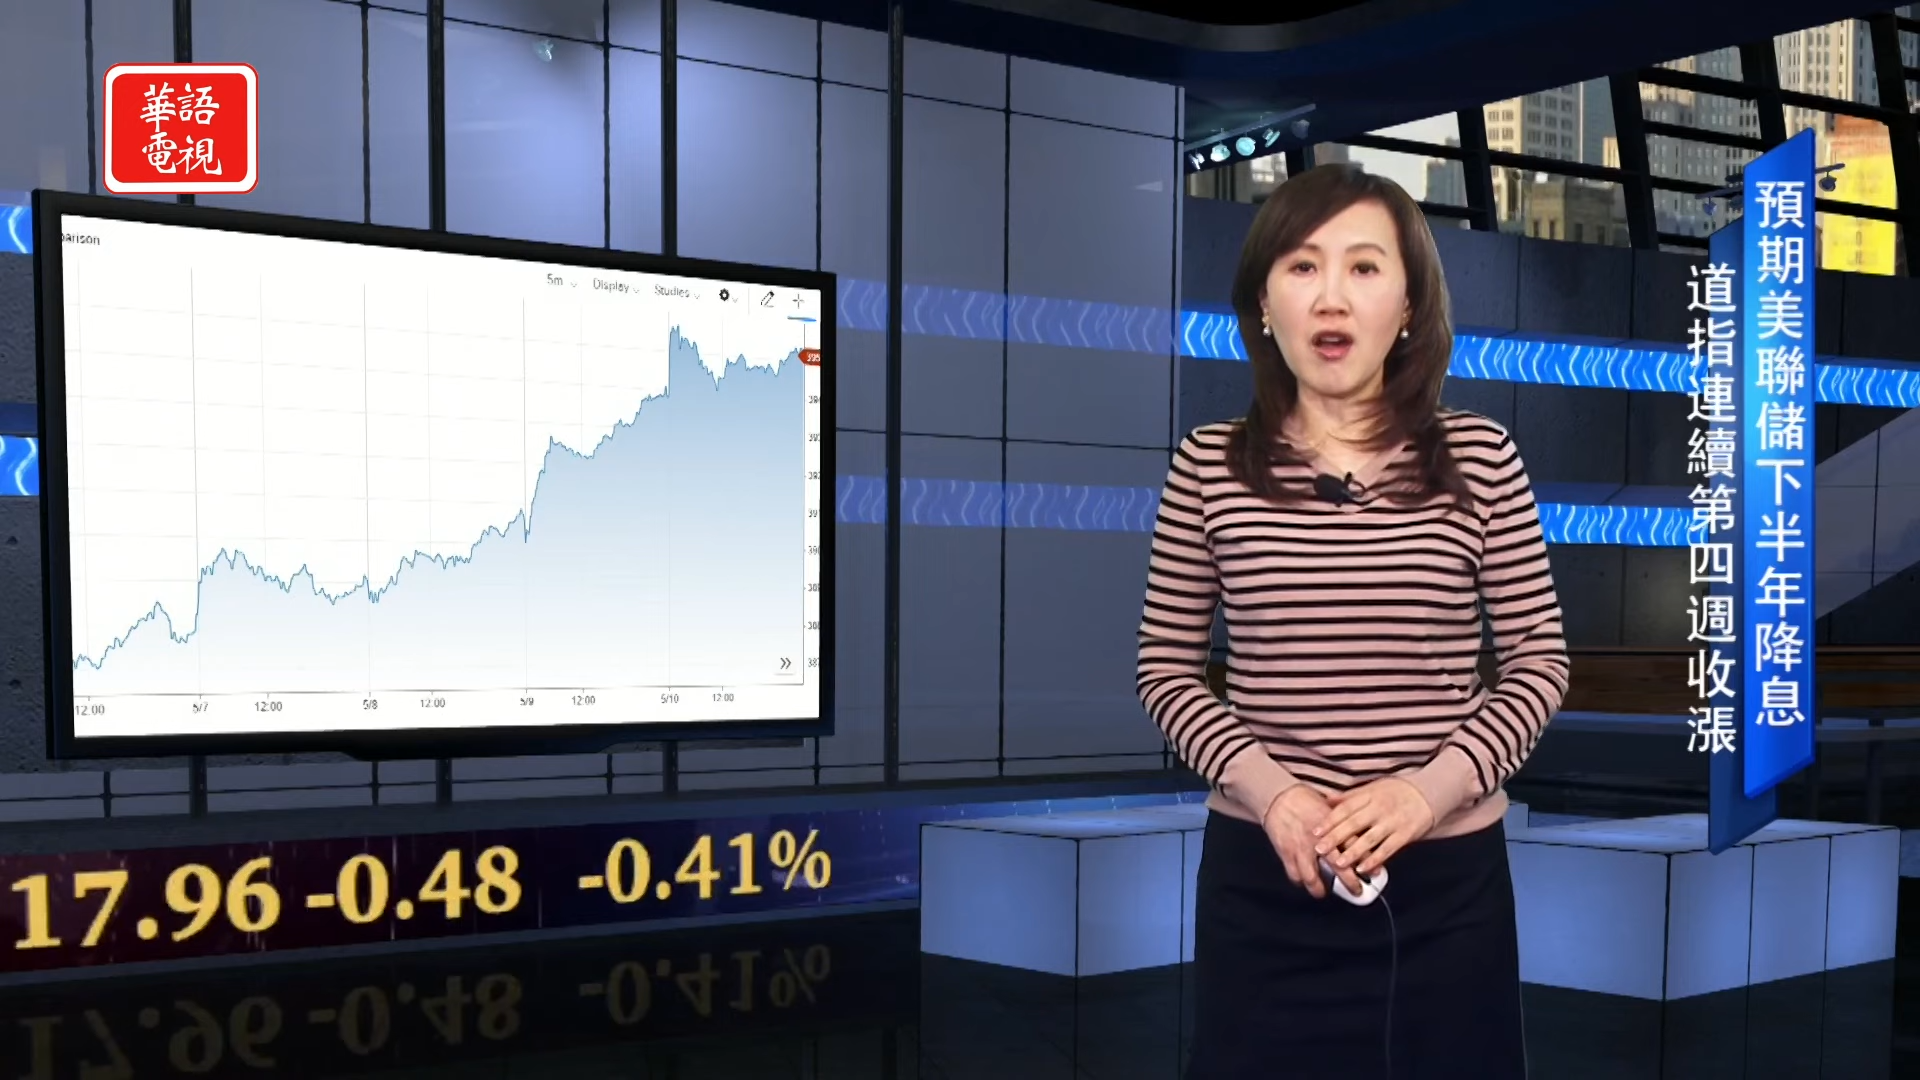 華語
電視
預期美聯儲下半年降息
道指連續第四週收漲
5m
Display
Studies
12:00
5/7
12:00
5/8
12:00
5/9
12:00
5/10
12:00
17.96 -0.48 -0.41%